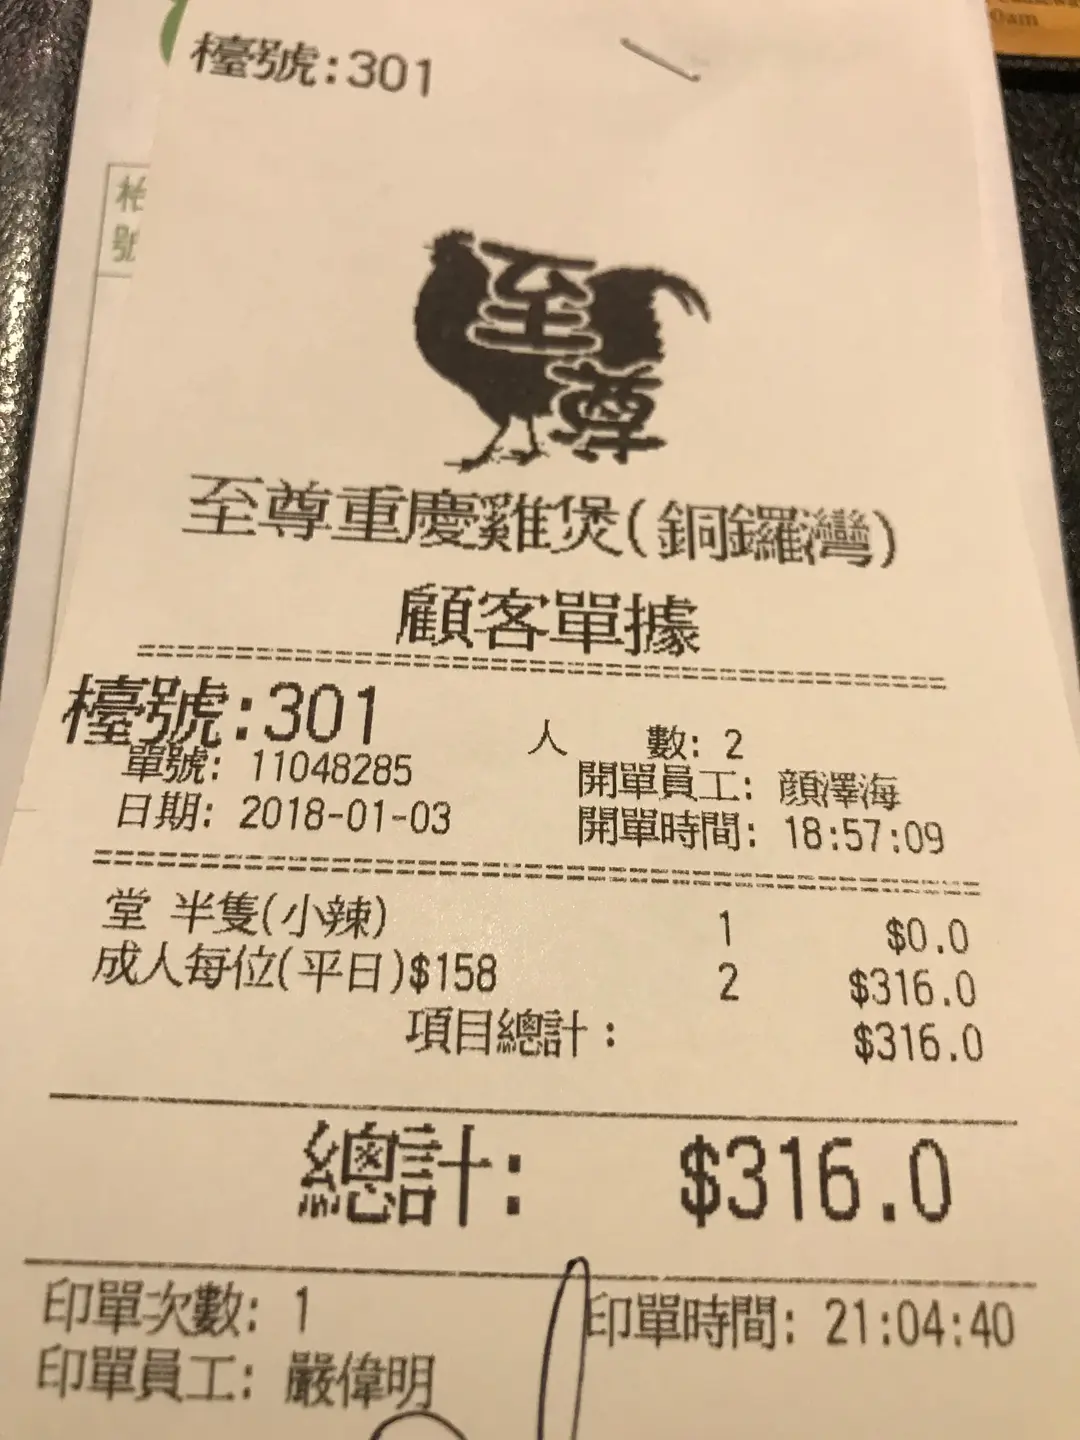 檯號:301
枱
號
0am
至
尊
至尊重慶雞煲(銅鑼灣)
顧客單據
檯號:301
人 數: 2
單號: 11048285
開單員工: 顏澤海
日期: 2018-01-03
開單時間: 18:57:09
堂 半隻(小辣) 1 $0.0
成人每位(平日)$158 2 $316.0
項目總計: $316.0
總計: $316.0
印單次數: 1
印單時間: 21:04:40
印單員工: 嚴偉明